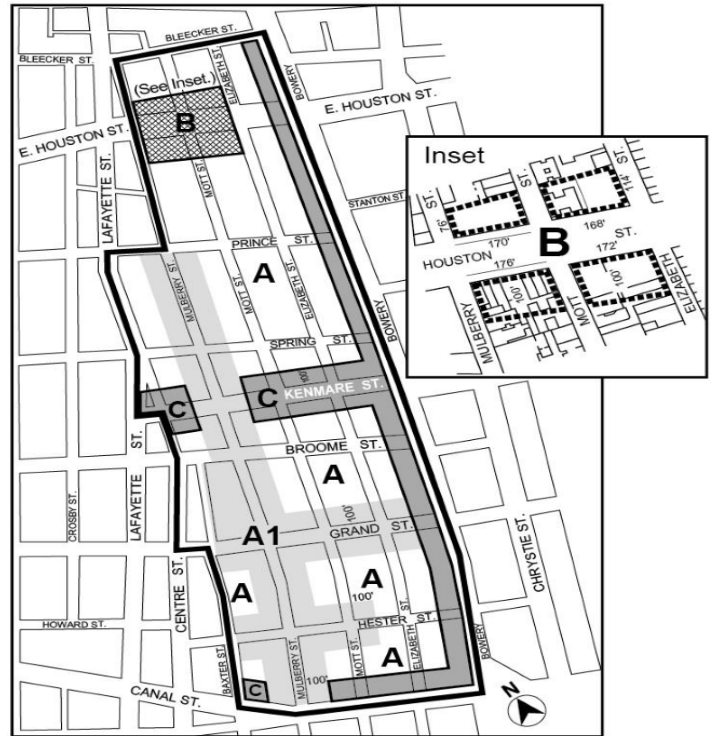 BLEECKER ST.
BLEECKER ST.
(See Inset.)
ELIZABETH ST.
BOWERY
E. HOUSTON ST.
E. HOUSTON ST.
B
LAFAYETTE ST.
MOTT ST.
STANTON ST.
PRINCE ST.
MULBERRY ST.
MOTT ST.
A
ELIZABETH ST.
BOWERY
SPRING ST.
100'
C
C
KENMARE ST.
BROOME ST.
CROSBY ST.
LAFAYETTE ST.
A
100'
A1
GRAND ST.
CHRYSTIE ST.
CENTRE ST.
A
A
100'
HOWARD ST.
HESTER ST.
BAXTER ST.
MULBERRY ST.
MOTT ST.
ELIZABETH ST.
BOWERY
A
C
100'
CANAL ST.
N
Inset
ST.
76'
ST.
114'
170'
168'
B
HOUSTON ST.
176'
172'
100'
100'
MULBERRY
MOTT
ELIZABETH